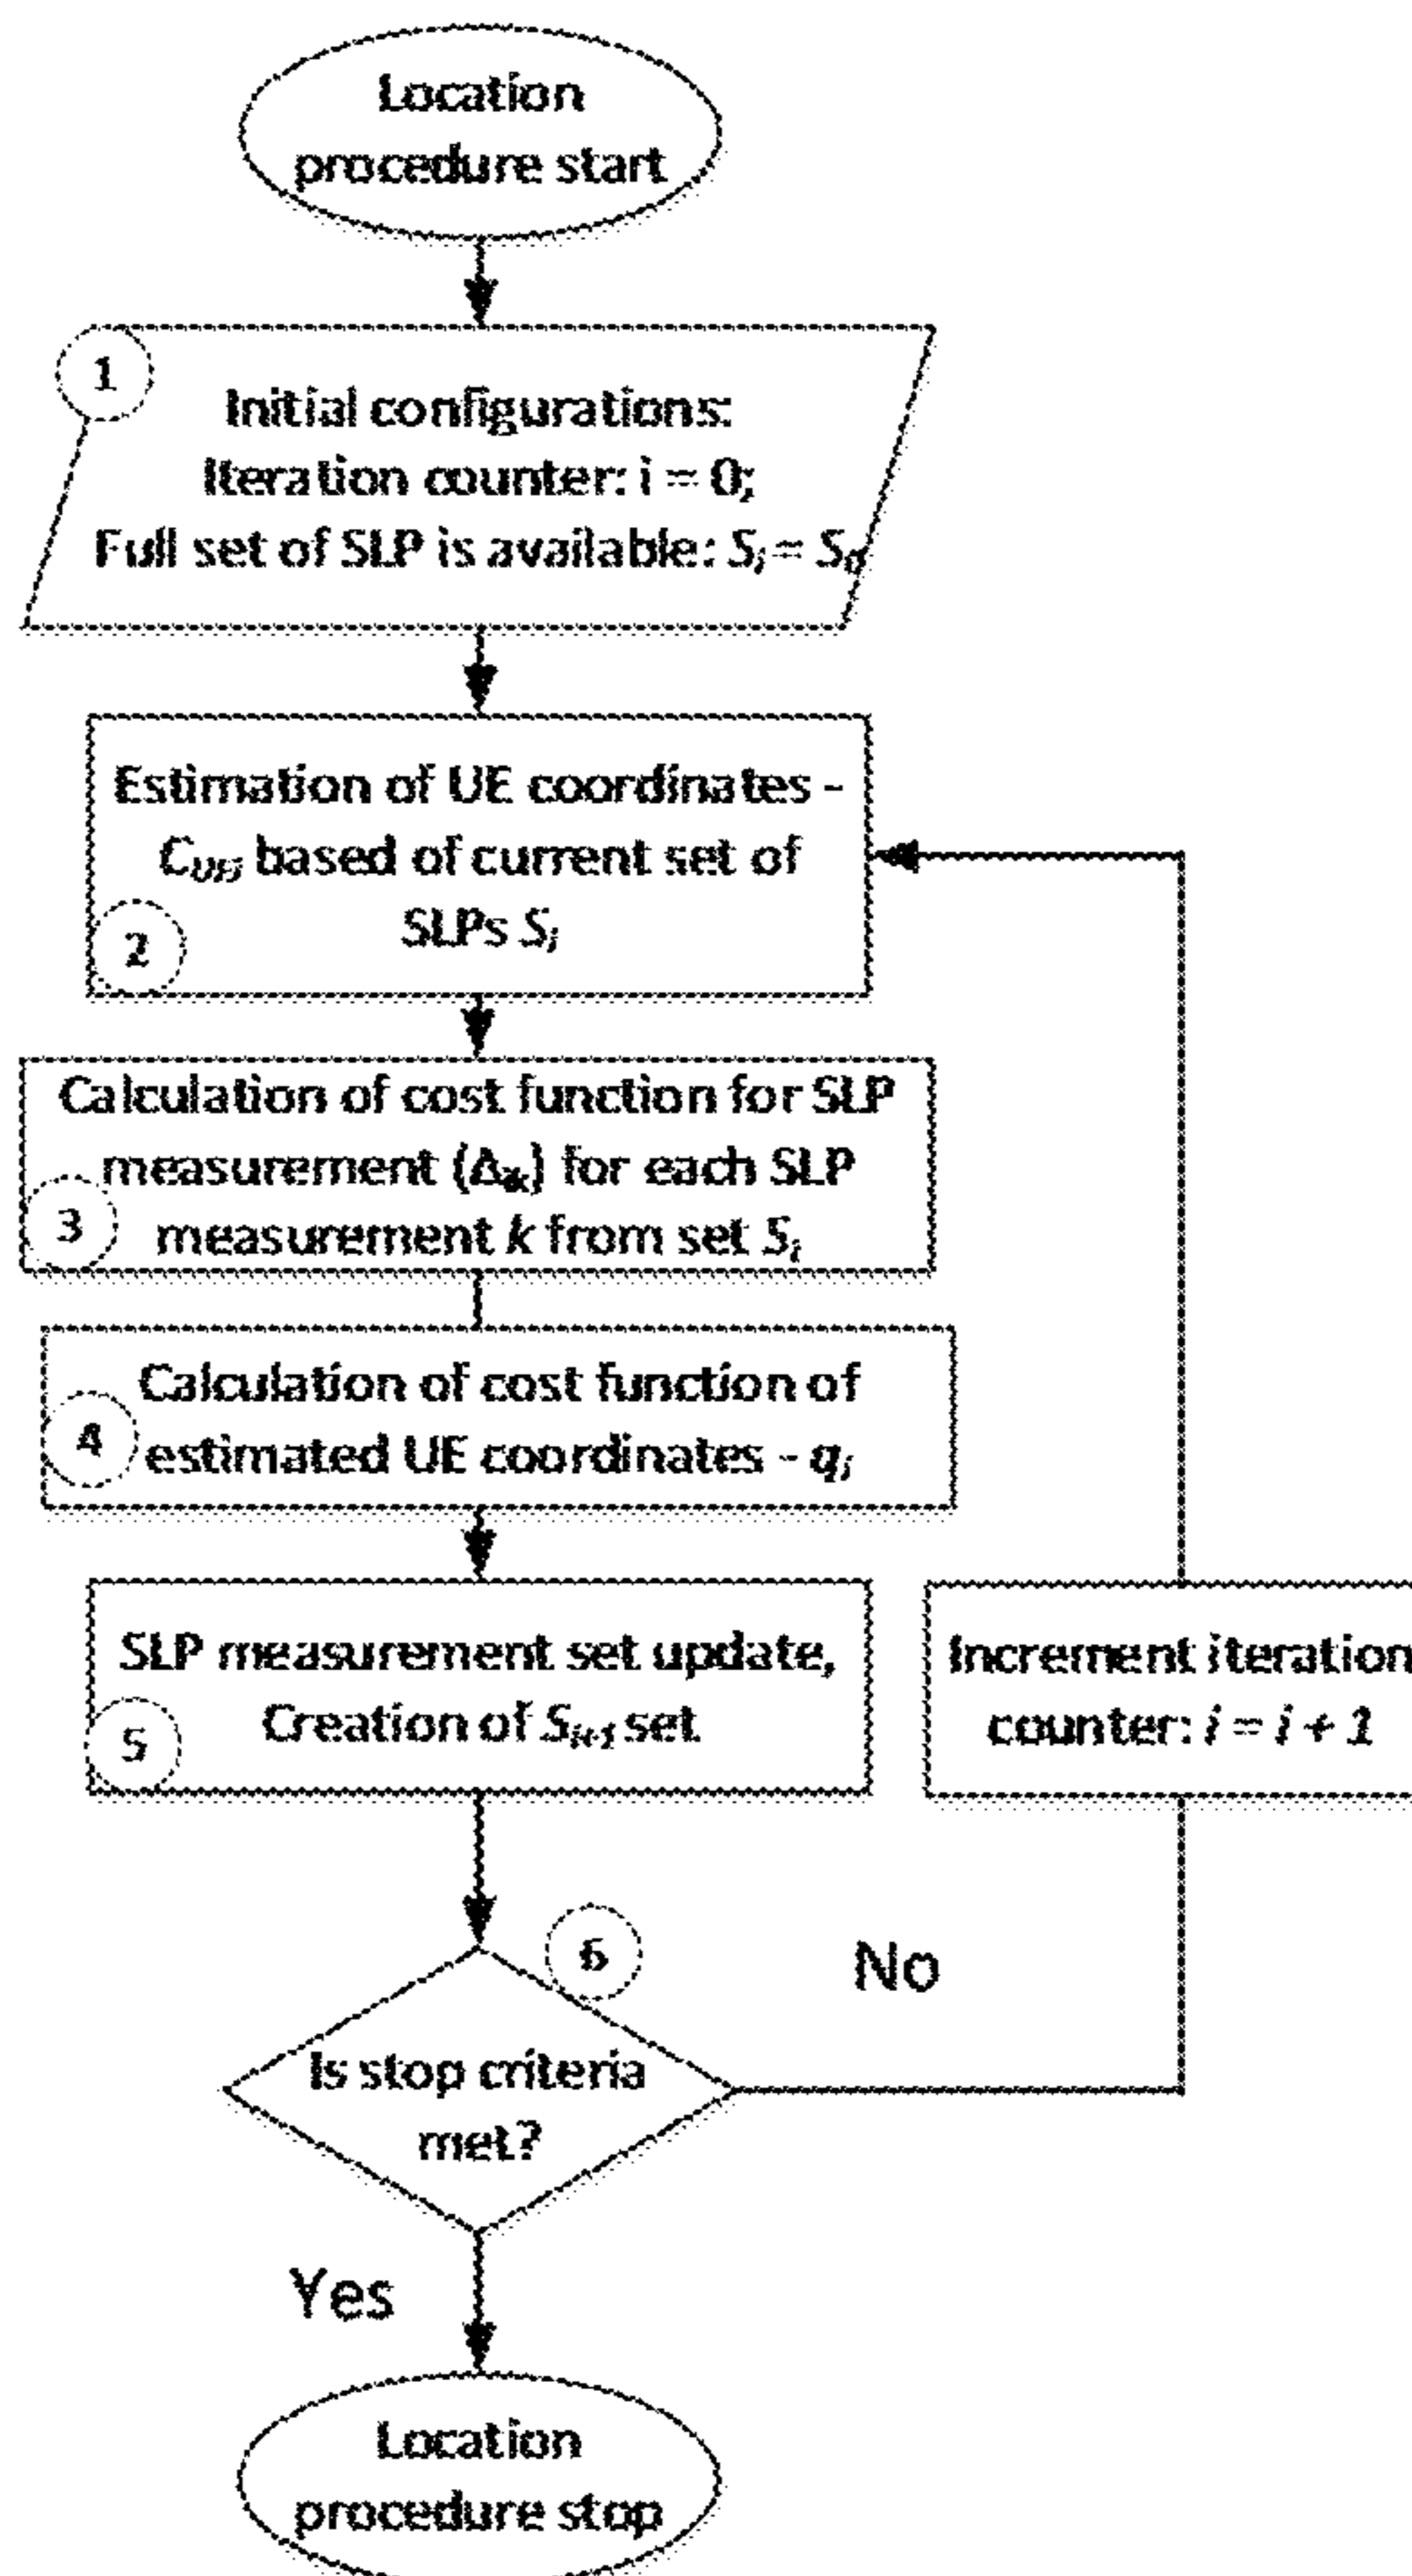 Location
procedure start
1
Initial configurations:
Iteration counter: i = 0;
Full set of SLP is available: Si = S0
Estimation of UE coordinates -
CUEi based of current set of
SLPs Si
2
Calculation of cost function for SLP
measurement (Δik) for each SLP
measurement k from set Si
3
Calculation of cost function of
estimated UE coordinates - qi
4
SLP measurement set update,
Creation of Si+1 set
5
Increment iteration
counter: i = i + 1
6
No
Is stop criteria
met?
Yes
Location
procedure stop